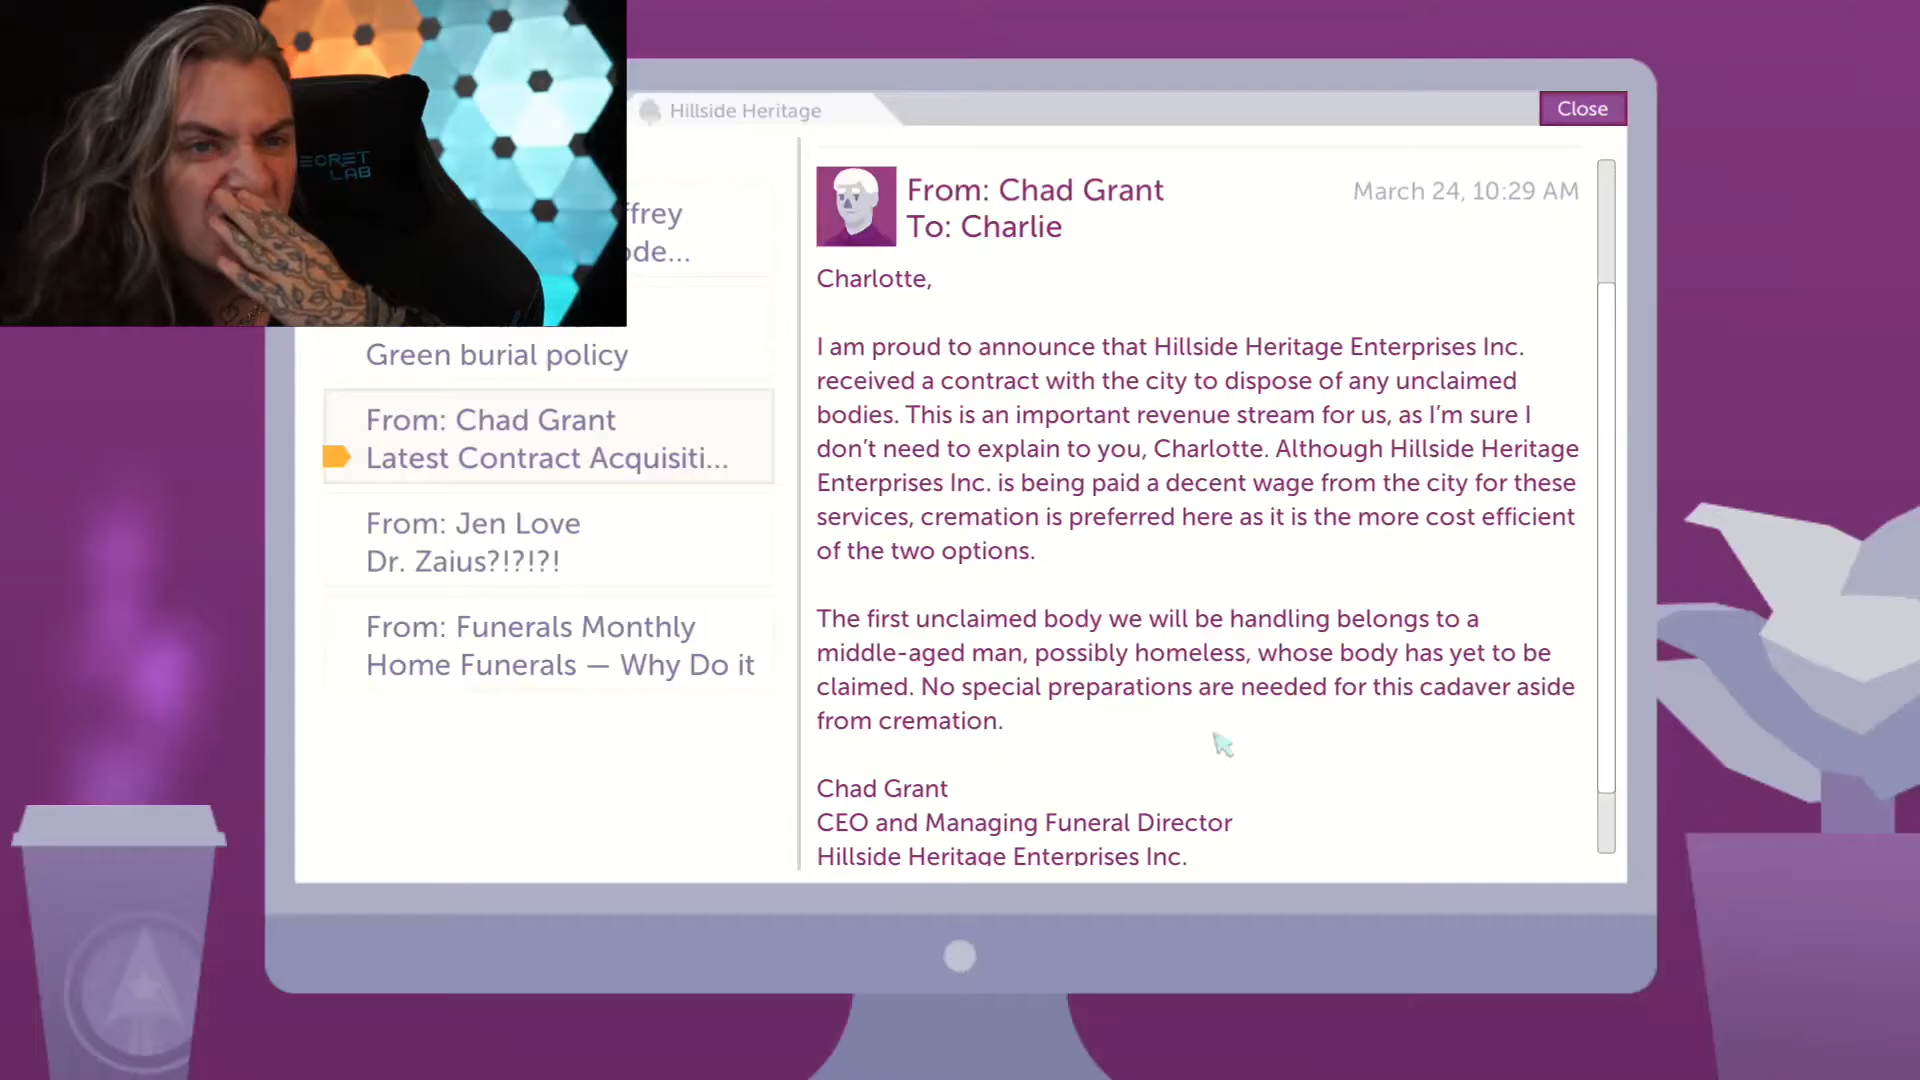 ECRET
LAB
Hillside Heritage
Close
ffrey
ode...
Green burial policy
From: Chad Grant
Latest Contract Acquisiti...
From: Jen Love
Dr. Zaius?!?!?!
From: Funerals Monthly
Home Funerals — Why Do it
From: Chad Grant
March 24, 10:29 AM
To: Charlie
Charlotte,
I am proud to announce that Hillside Heritage Enterprises Inc.
received a contract with the city to dispose of any unclaimed
bodies. This is an important revenue stream for us, as I’m sure I
don’t need to explain to you, Charlotte. Although Hillside Heritage
Enterprises Inc. is being paid a decent wage from the city for these
services, cremation is preferred here as it is the more cost efficient
of the two options.
The first unclaimed body we will be handling belongs to a
middle-aged man, possibly homeless, whose body has yet to be
claimed. No special preparations are needed for this cadaver aside
from cremation.
Chad Grant
CEO and Managing Funeral Director
Hillside Heritage Enterprises Inc.